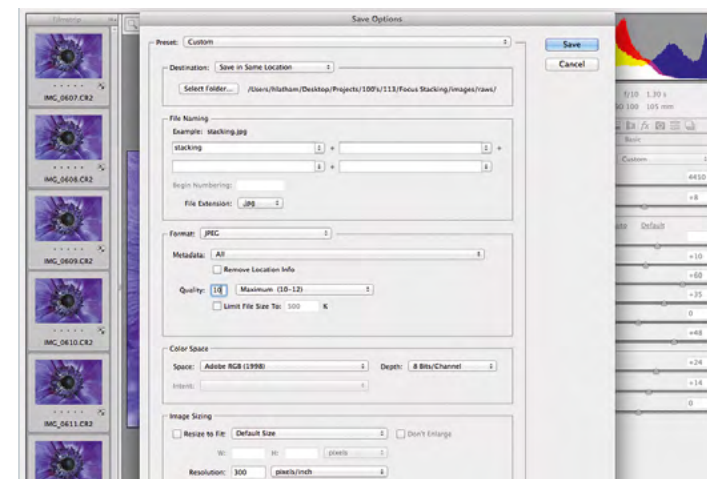 Filmstrip
Save Options
Preset: Custom
Save
Cancel
Destination: Save in Same Location
Select Folder... /Users/hlatham/Desktop/Projects/100's/113/Focus Stacking/images/raws/
File Naming
Example: stacking.jpg
stacking +
+
+
Begin Numbering:
File Extension: .jpg
Format: JPEG
Metadata: All
Remove Location Info
Quality: 10 Maximum (10-12)
Limit File Size To: 500 K
Color Space
Space: Adobe RGB (1998) Depth: 8 Bits/Channel
Intent:
Image Sizing
Resize to Fit: Default Size Don't Enlarge
W: H: pixels
Resolution: 300 pixels/inch
IMG_0607.CR2
IMG_0608.CR2
IMG_0609.CR2
IMG_0610.CR2
IMG_0611.CR2
f/10 1.30 s
100 105 mm
fx
Basic
Custom
4450
+8
Default
+10
+60
+35
0
+48
+24
+14
0